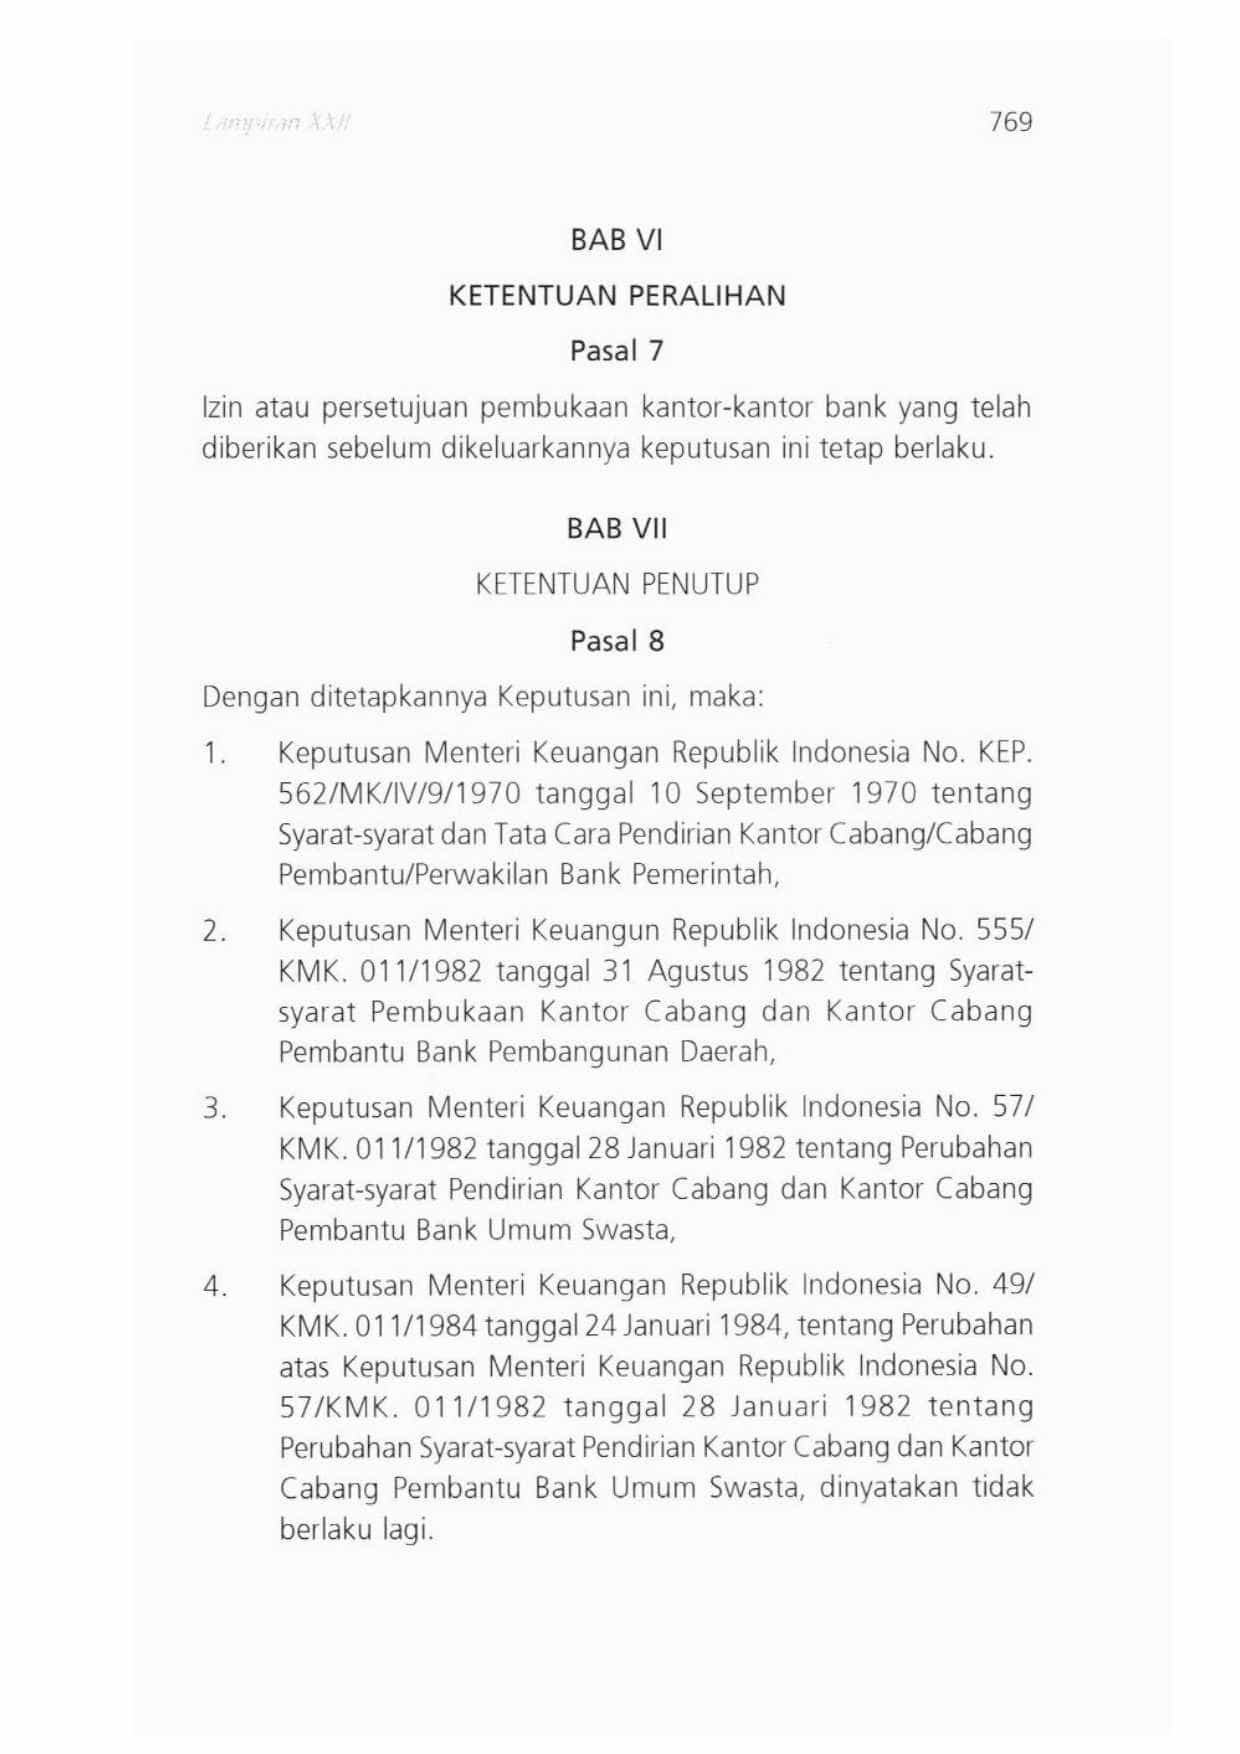 Lampiran XXII
769
BAB VI
KETENTUAN PERALIHAN
Pasal 7
Izin atau persetujuan pembukaan kantor-kantor bank yang telah
diberikan sebelum dikeluarkannya keputusan ini tetap berlaku.
BAB VII
KETENTUAN PENUTUP
Pasal 8
Dengan ditetapkannya Keputusan ini, maka:
1. Keputusan Menteri Keuangan Republik Indonesia No. KEP.
562/MK/IV/9/1970 tanggal 10 September 1970 tentang
Syarat-syarat dan Tata Cara Pendirian Kantor Cabang/Cabang
Pembantu/Perwakilan Bank Pemerintah,
2. Keputusan Menteri Keuangun Republik Indonesia No. 555/
KMK. 011/1982 tanggal 31 Agustus 1982 tentang Syarat-
syarat Pembukaan Kantor Cabang dan Kantor Cabang
Pembantu Bank Pembangunan Daerah,
3. Keputusan Menteri Keuangan Republik Indonesia No. 57/
KMK. 011/1982 tanggal 28 Januari 1982 tentang Perubahan
Syarat-syarat Pendirian Kantor Cabang dan Kantor Cabang
Pembantu Bank Umum Swasta,
4. Keputusan Menteri Keuangan Republik Indonesia No. 49/
KMK. 011/1984 tanggal 24 Januari 1984, tentang Perubahan
atas Keputusan Menteri Keuangan Republik Indonesia No.
57/KMK. 011/1982 tanggal 28 Januari 1982 tentang
Perubahan Syarat-syarat Pendirian Kantor Cabang dan Kantor
Cabang Pembantu Bank Umum Swasta, dinyatakan tidak
berlaku lagi.